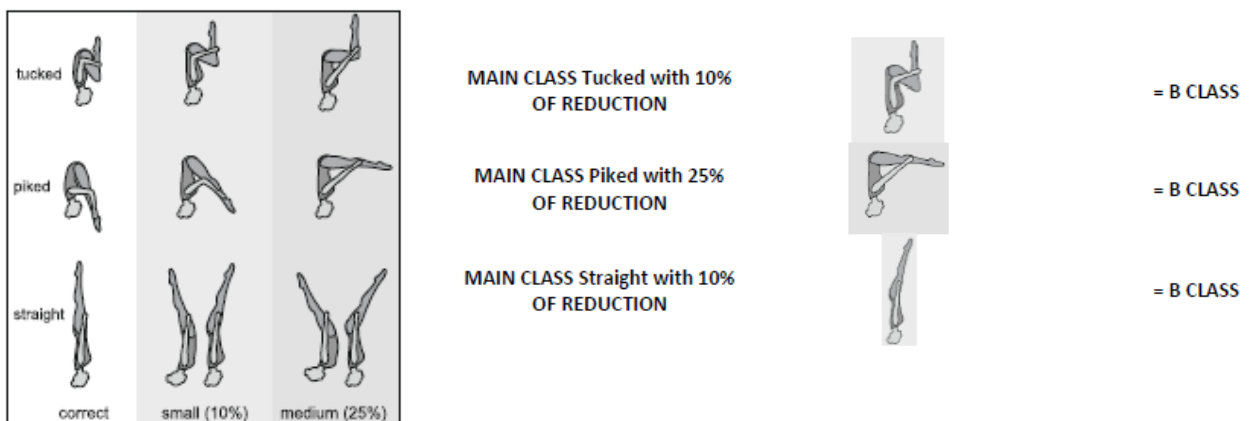 tucked
piked
straight
correct small (10%) medium (25%)
MAIN CLASS Tucked with 10%
OF REDUCTION
= B CLASS
MAIN CLASS Piked with 25%
OF REDUCTION
= B CLASS
MAIN CLASS Straight with 10%
OF REDUCTION
= B CLASS